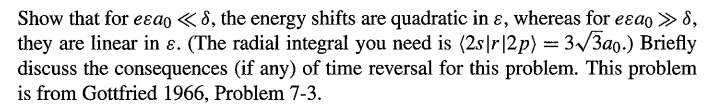 Show that for eεa₀ ≪ δ, the energy shifts are quadratic in ε, whereas for eεa₀ ≫ δ,
they are linear in ε. (The radial integral you need is ⟨2s|r|2p⟩ = 3√3a₀.) Briefly
discuss the consequences (if any) of time reversal for this problem. This problem
is from Gottfried 1966, Problem 7-3.